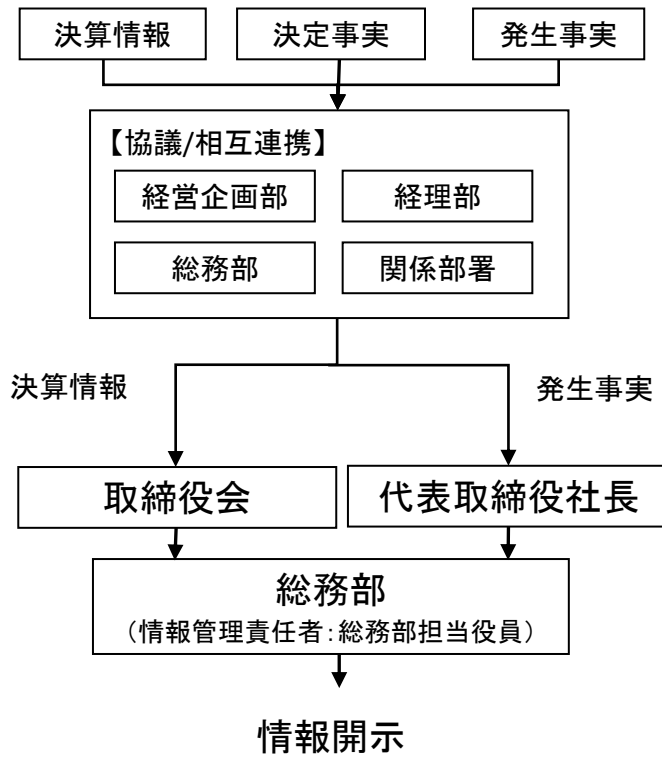 決算情報
決定事実
発生事実
【協議/相互連携】
経営企画部
経理部
総務部
関係部署
決算情報
発生事実
取締役会
代表取締役社長
総務部
（情報管理責任者：総務部担当役員）
情報開示